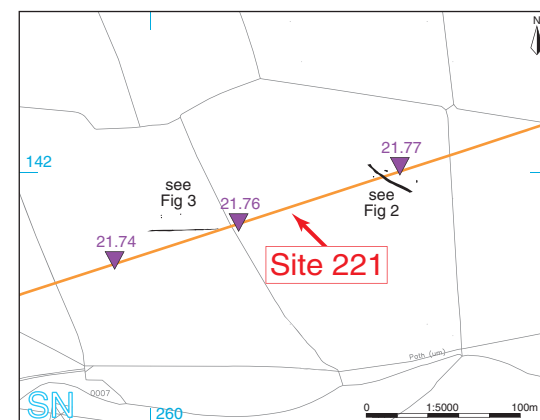 N
142
21.77
see
Fig 3
21.76
see
Fig 2
21.74
Site 221
Path (um)
0007
SN
260
0 1:5000 100m